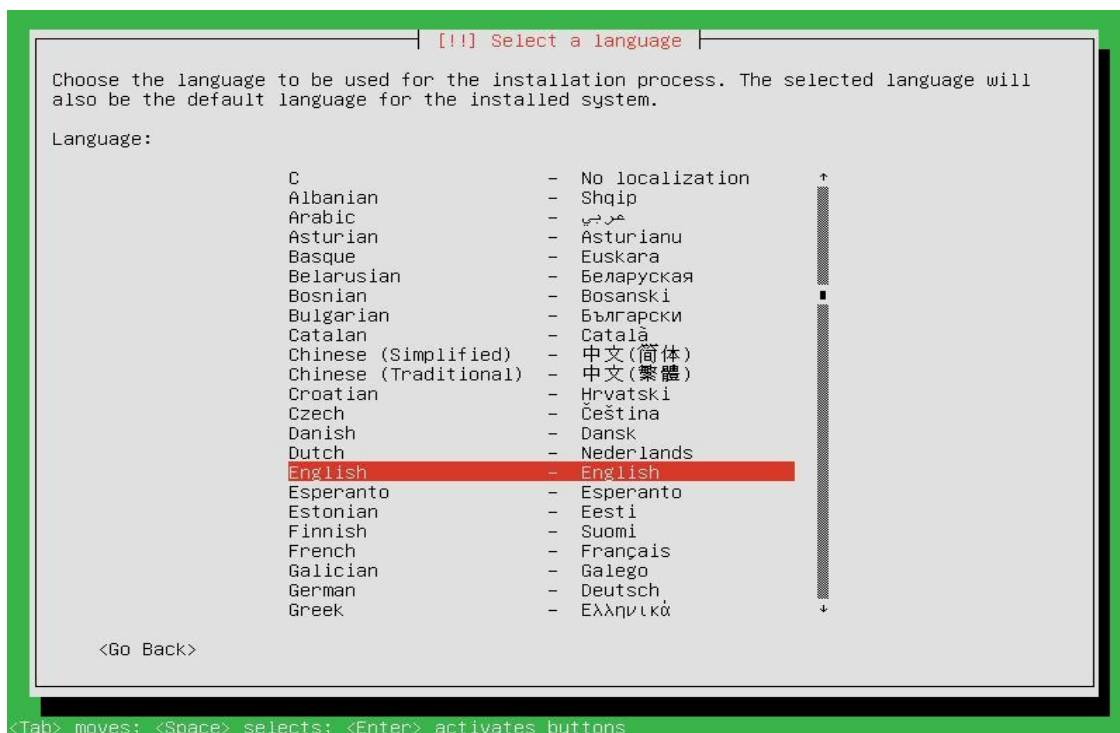 [!!] Select a language
Choose the language to be used for the installation process. The selected language will
also be the default language for the installed system.
Language:
C - No localization
Albanian - Shqip
Arabic - عربي
Asturian - Asturianu
Basque - Euskara
Belarusian - Беларуская
Bosnian - Bosanski
Bulgarian - Български
Catalan - Català
Chinese (Simplified) - 中文(简体)
Chinese (Traditional) - 中文(繁體)
Croatian - Hrvatski
Czech - Čeština
Danish - Dansk
Dutch - Nederlands
English - English
Esperanto - Esperanto
Estonian - Eesti
Finnish - Suomi
French - Français
Galician - Galego
German - Deutsch
Greek - Ελληνικά
<Go Back>
<Tab> moves; <Space> selects; <Enter> activates buttons